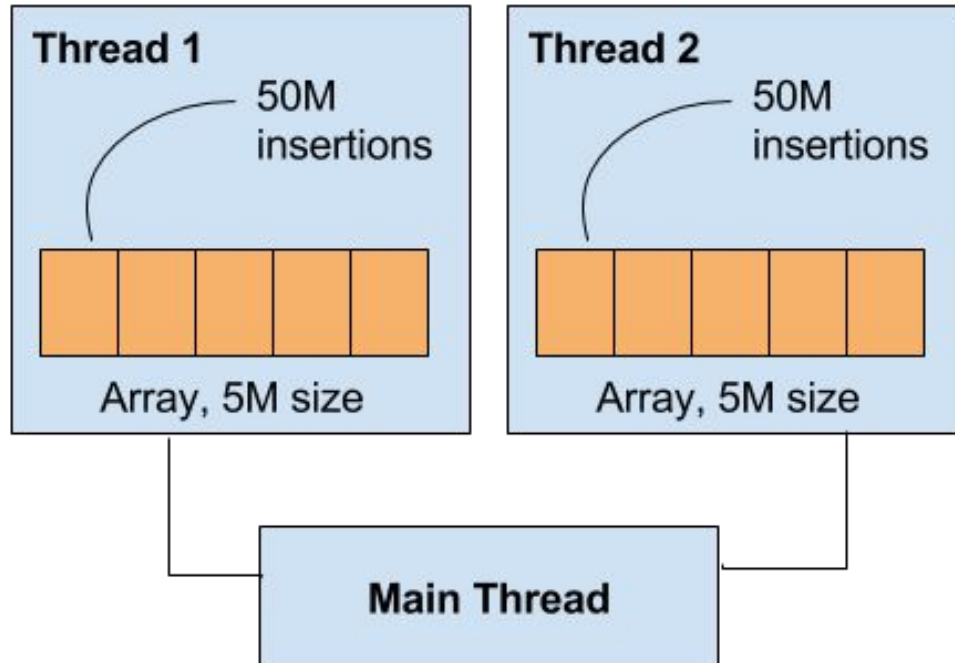 Thread 1
50M
insertions
Array, 5M size
Thread 2
50M
insertions
Array, 5M size
Main Thread